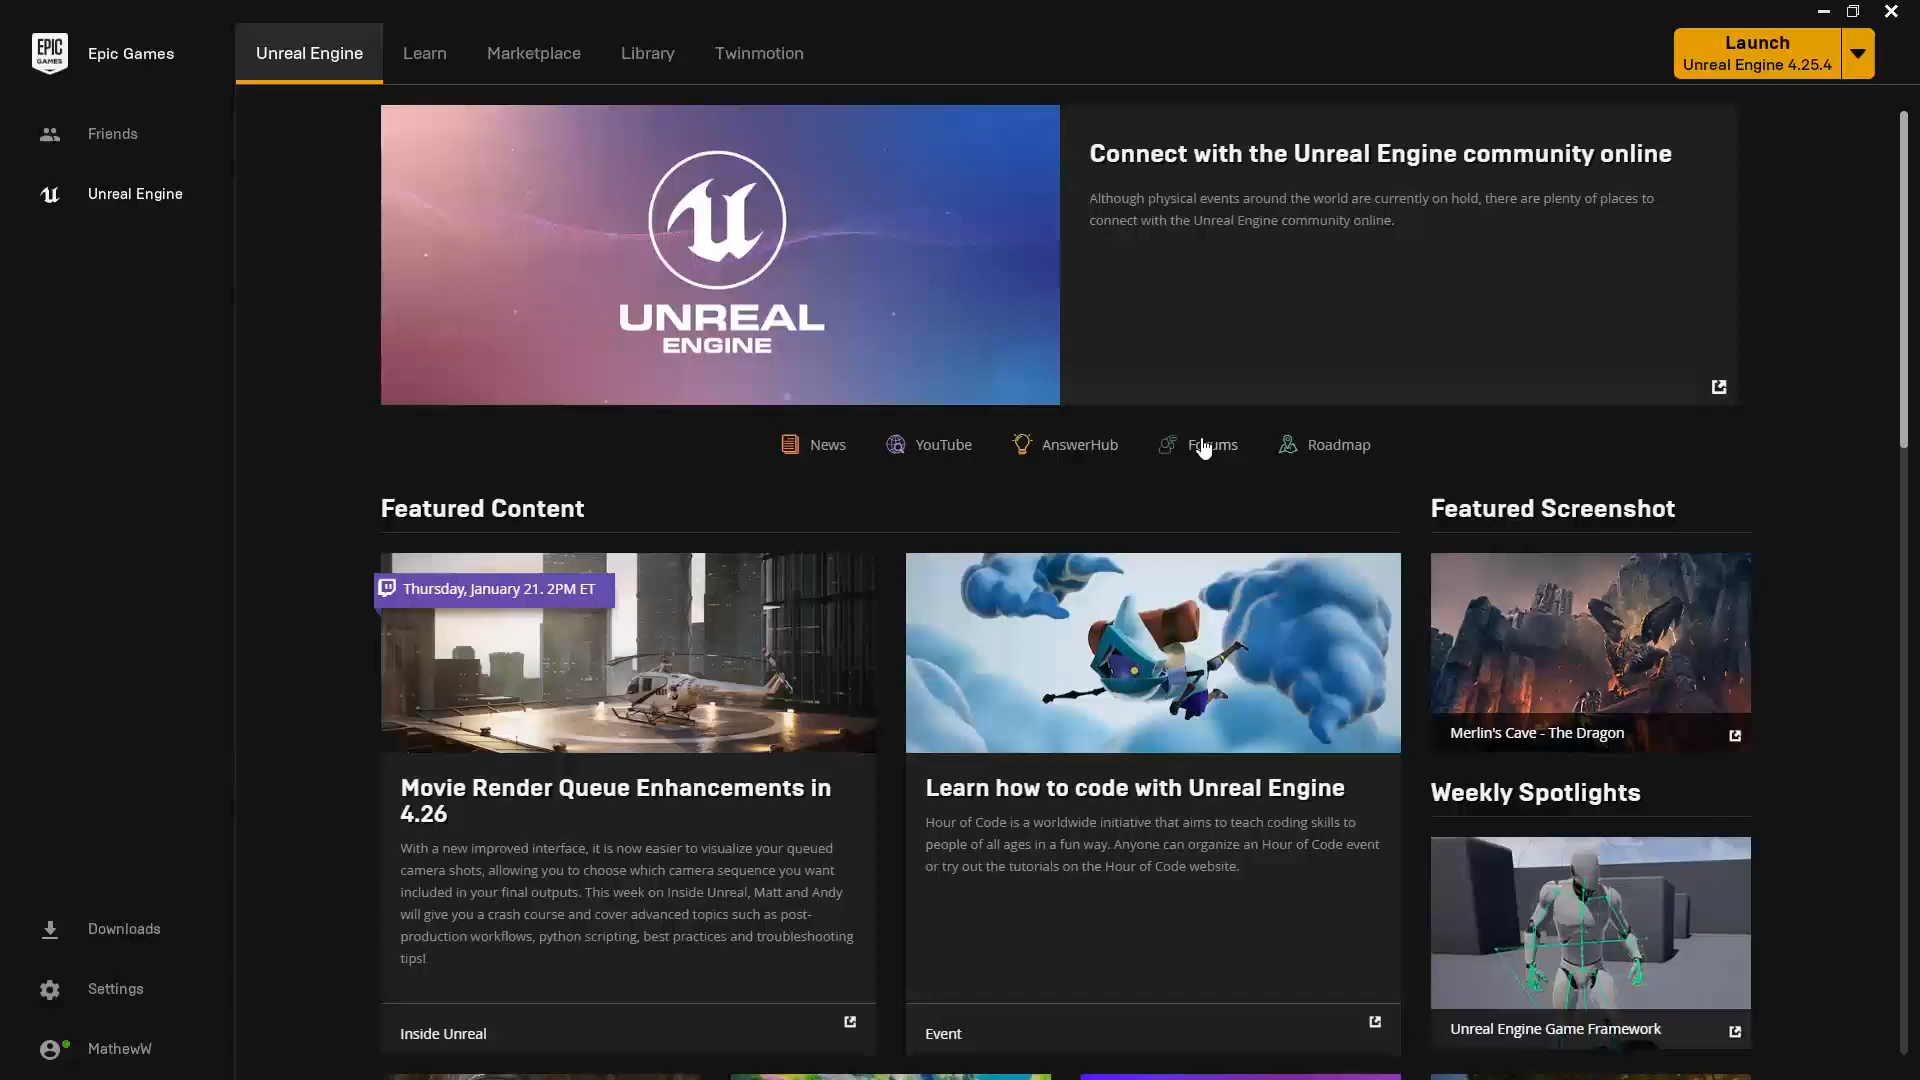 EPIC
GAMES
Epic Games
Unreal Engine
Learn
Marketplace
Library
Twinmotion
Launch
Unreal Engine 4.25.4
Friends
Unreal Engine
UNREAL
ENGINE
Connect with the Unreal Engine community online
Although physical events around the world are currently on hold, there are plenty of places to
connect with the Unreal Engine community online.
News
YouTube
AnswerHub
Forums
Roadmap
Featured Content
Thursday, January 21. 2PM ET
Movie Render Queue Enhancements in
4.26
With a new improved interface, it is now easier to visualize your queued
camera shots, allowing you to choose which camera sequence you want
included in your final outputs. This week on Inside Unreal, Matt and Andy
will give you a crash course and cover advanced topics such as post-
production workflows, python scripting, best practices and troubleshooting
tips!
Inside Unreal
Learn how to code with Unreal Engine
Hour of Code is a worldwide initiative that aims to teach coding skills to
people of all ages in a fun way. Anyone can organize an Hour of Code event
or try out the tutorials on the Hour of Code website.
Event
Featured Screenshot
Merlin's Cave - The Dragon
Weekly Spotlights
Unreal Engine Game Framework
Downloads
Settings
MathewW